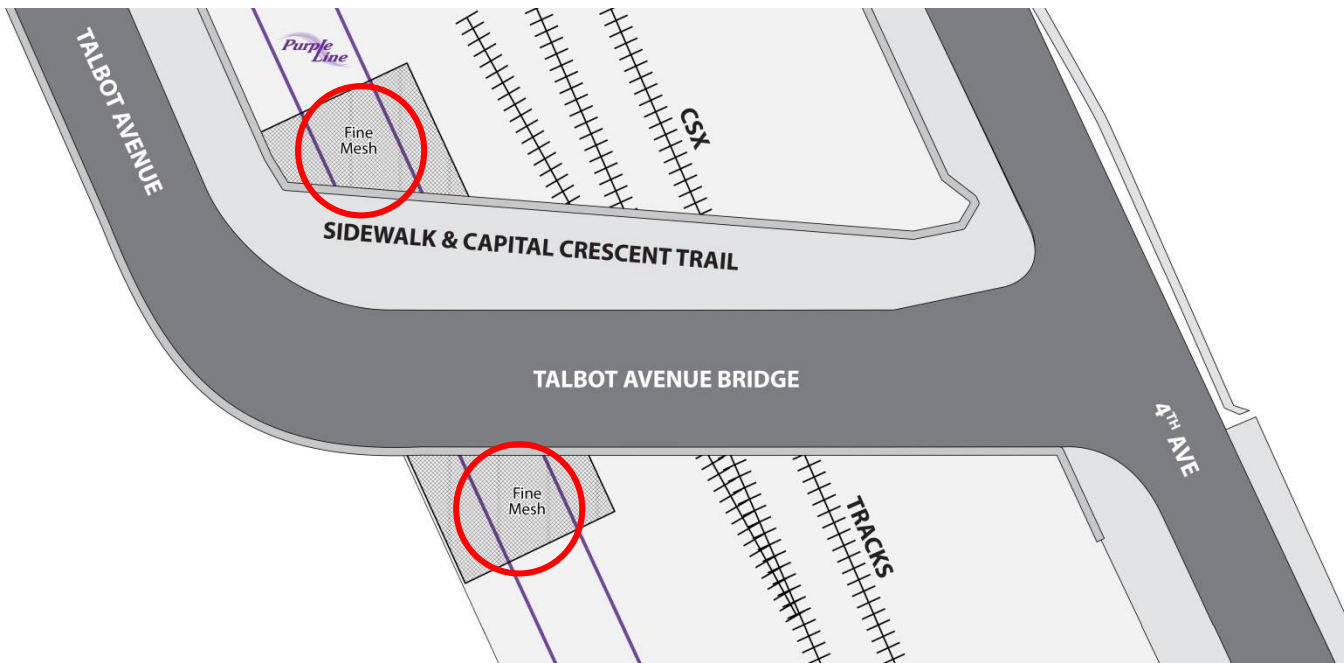 TALBOT AVENUE
Purple
Line
Fine
Mesh
CSX
SIDEWALK & CAPITAL CRESCENT TRAIL
TALBOT AVENUE BRIDGE
4TH AVE
Fine
Mesh
TRACKS